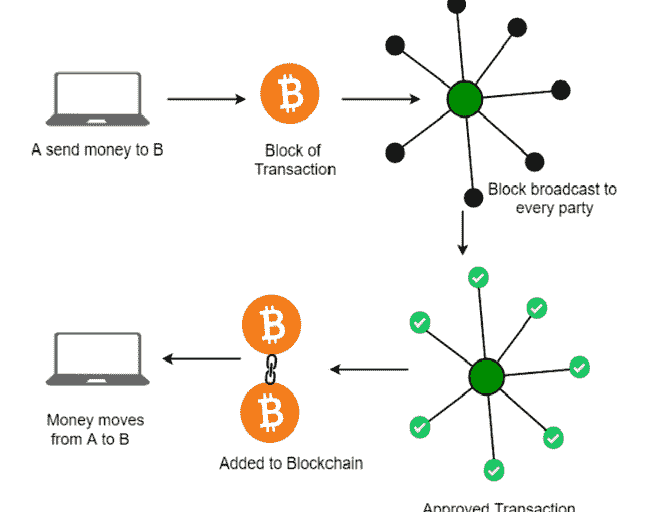 A send money to B
Block of
Transaction
Block broadcast to
every party
Money moves
from A to B
Added to Blockchain
Approved Transaction